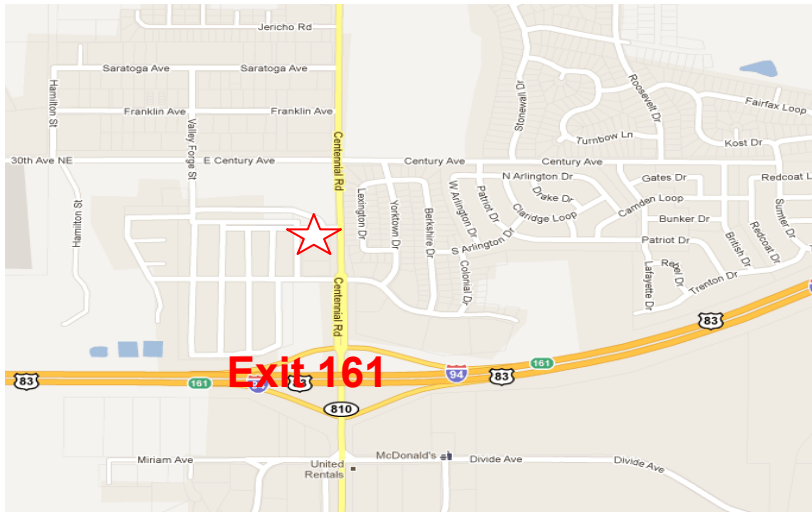 Jericho Rd
Saratoga Ave
Saratoga Ave
Hamilton St
Franklin Ave
Franklin Ave
Valley Forge St
Centennial Rd
Stonewall Dr
Roosevelt Dr
Fairfax Loop
Turnbow Ln
Kost Dr
30th Ave NE
E Century Ave
Century Ave
Century Ave
N Arlington Dr
Gates Dr
Redcoat L
Hamilton St
Lexington Dr
Yorktown Dr
Berkshire Dr
W Arlington Dr
Patriot Dr
Drake Dr
Claridge Loop
Camden Loop
Bunker Dr
Sumter Dr
S Arlington Dr
Patriot Dr
British Dr
Redcoat Dr
Colonial Dr
Lafayette Dr
Rebel Dr
Trenton Dr
Centennial Rd
83
Exit 161
83
161
83
94
83
161
810
Miriam Ave
United
Rentals
McDonald's
Divide Ave
Divide Ave